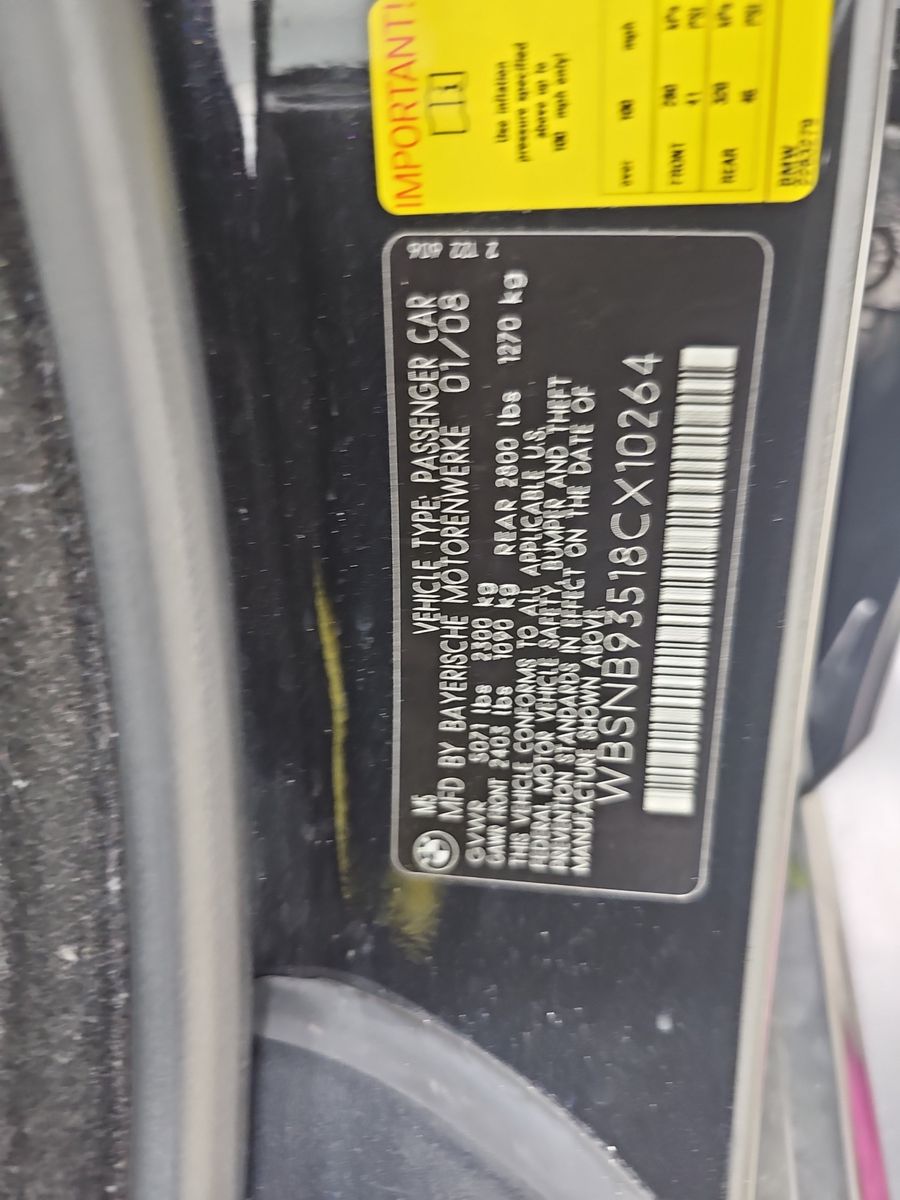 M5
VEHICLE TYPE: PASSENGER CAR
MFD BY BAYERISCHE MOTORENWERKE 01/08
GVWR 5071 lbs 2300 kg
GAWR FRONT 2403 lbs 1090 kg REAR 2800 lbs 1270 kg
THIS VEHICLE CONFORMS TO ALL APPLICABLE U.S.
FEDERAL MOTOR VEHICLE SAFETY, BUMPER AND THEFT
PREVENTION STANDARDS IN EFFECT ON THE DATE OF
MANUFACTURE SHOWN ABOVE.
WBSNB93518CX10264
2 122 616
IMPORTANT!
Use inflation
pressure specified
above up to
100 mph only!
over 100 mph
FRONT 280 kPa
41 PSI
REAR 320 kPa
46 PSI
BMW